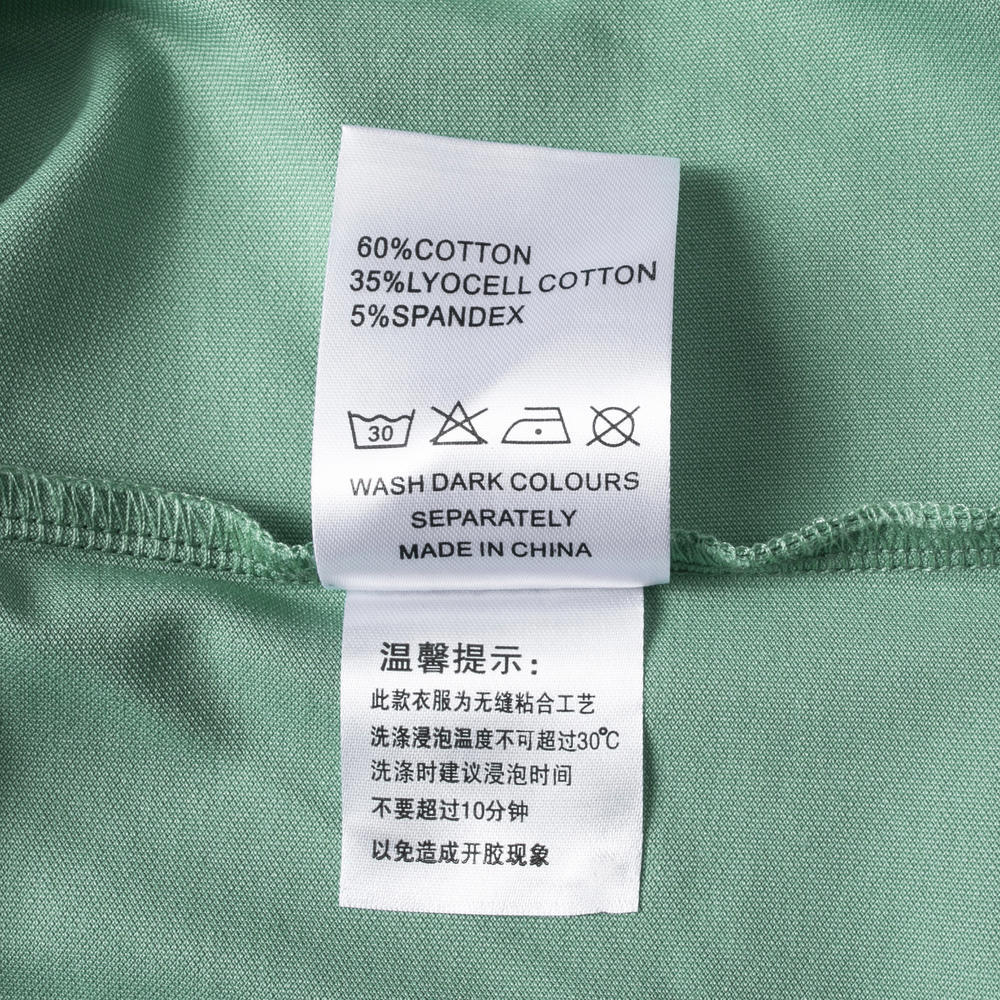 60%COTTON
35%LYOCELL COTTON
5%SPANDEX
30
WASH DARK COLOURS
SEPARATELY
MADE IN CHINA
温馨提示:
此款衣服为无缝粘合工艺
洗涤浸泡温度不可超过30℃
洗涤时建议浸泡时间
不要超过10分钟
以免造成开胶现象